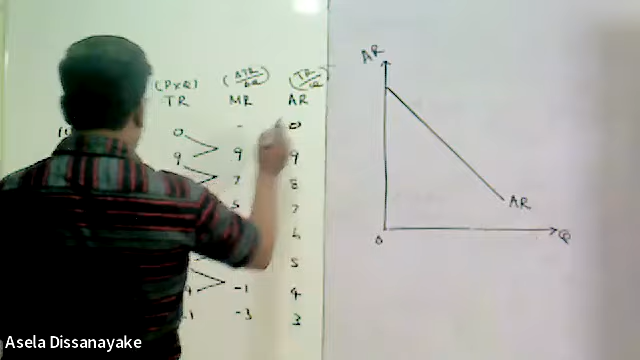 AR
(P×Q) (ΔTR/ΔQ) (TR/Q)
TR MR AR
0 - 0
9 9 9
7 8
5 7
6
5
-1 4
-3 3
AR
0 Q
Asela Dissanayake